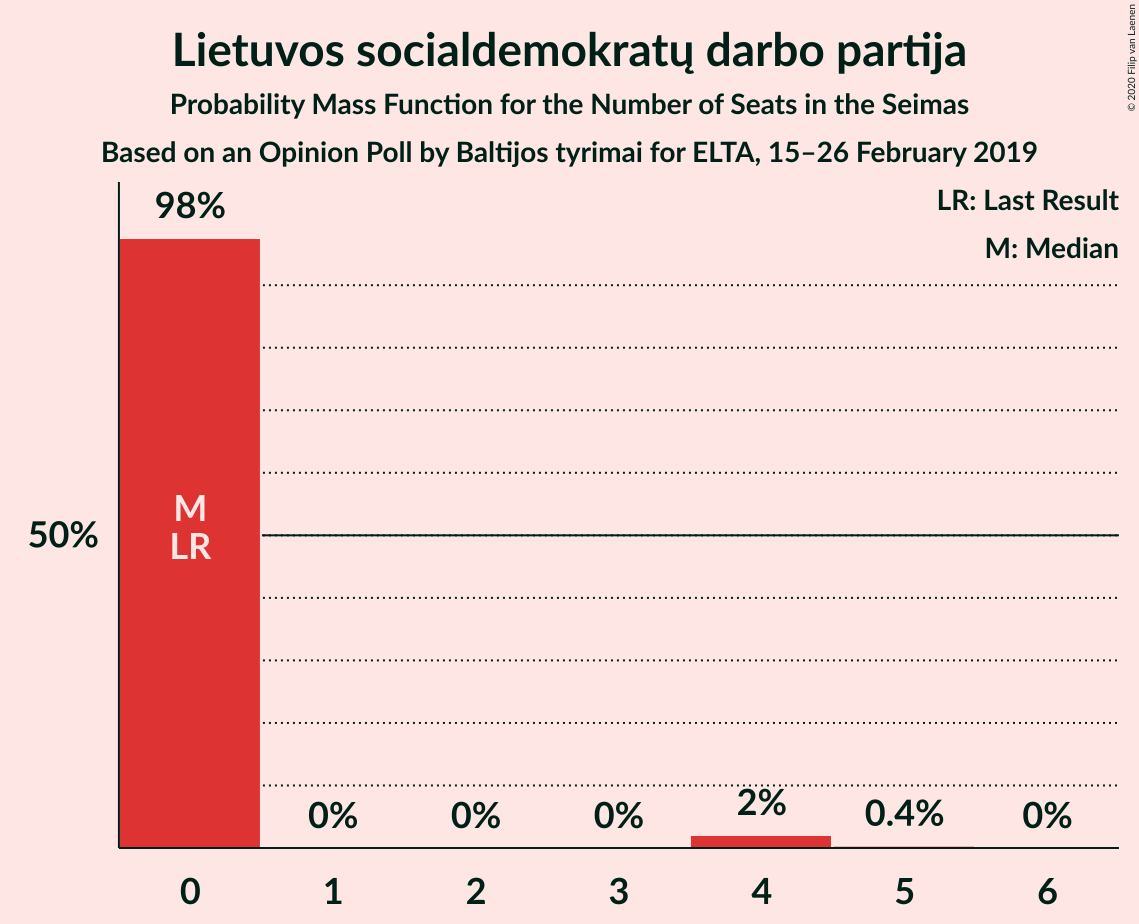 Lietuvos socialdemokratų darbo partija
Probability Mass Function for the Number of Seats in the Seimas
Based on an Opinion Poll by Baltijos tyrimai for ELTA, 15–26 February 2019
© 2020 Filip van Laenen
LR: Last Result
M: Median
98%
50%
M
LR
0%
0%
0%
2%
0.4%
0%
0
1
2
3
4
5
6